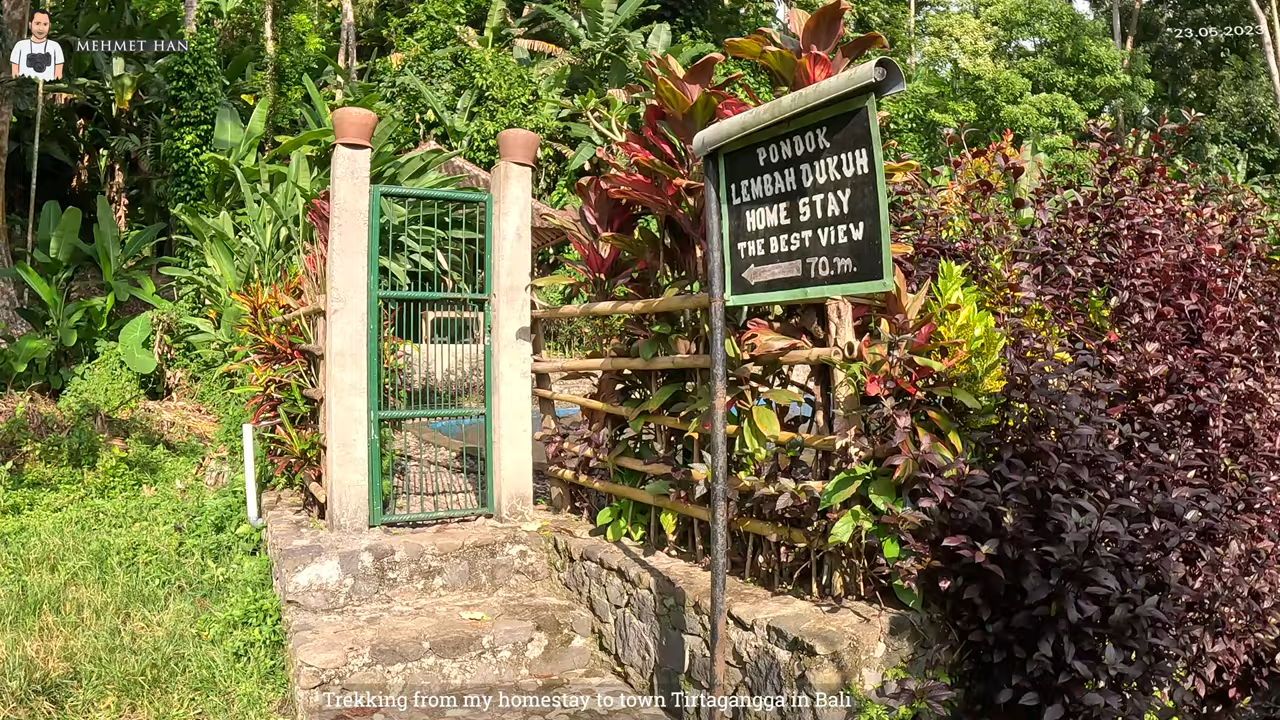 MEHMET HAN
23.05.2023
PONDOK
LEMBAH DUKUH
HOME STAY
THE BEST VIEW
70.m.
Trekking from my homestay to town Tirtagangga in Bali